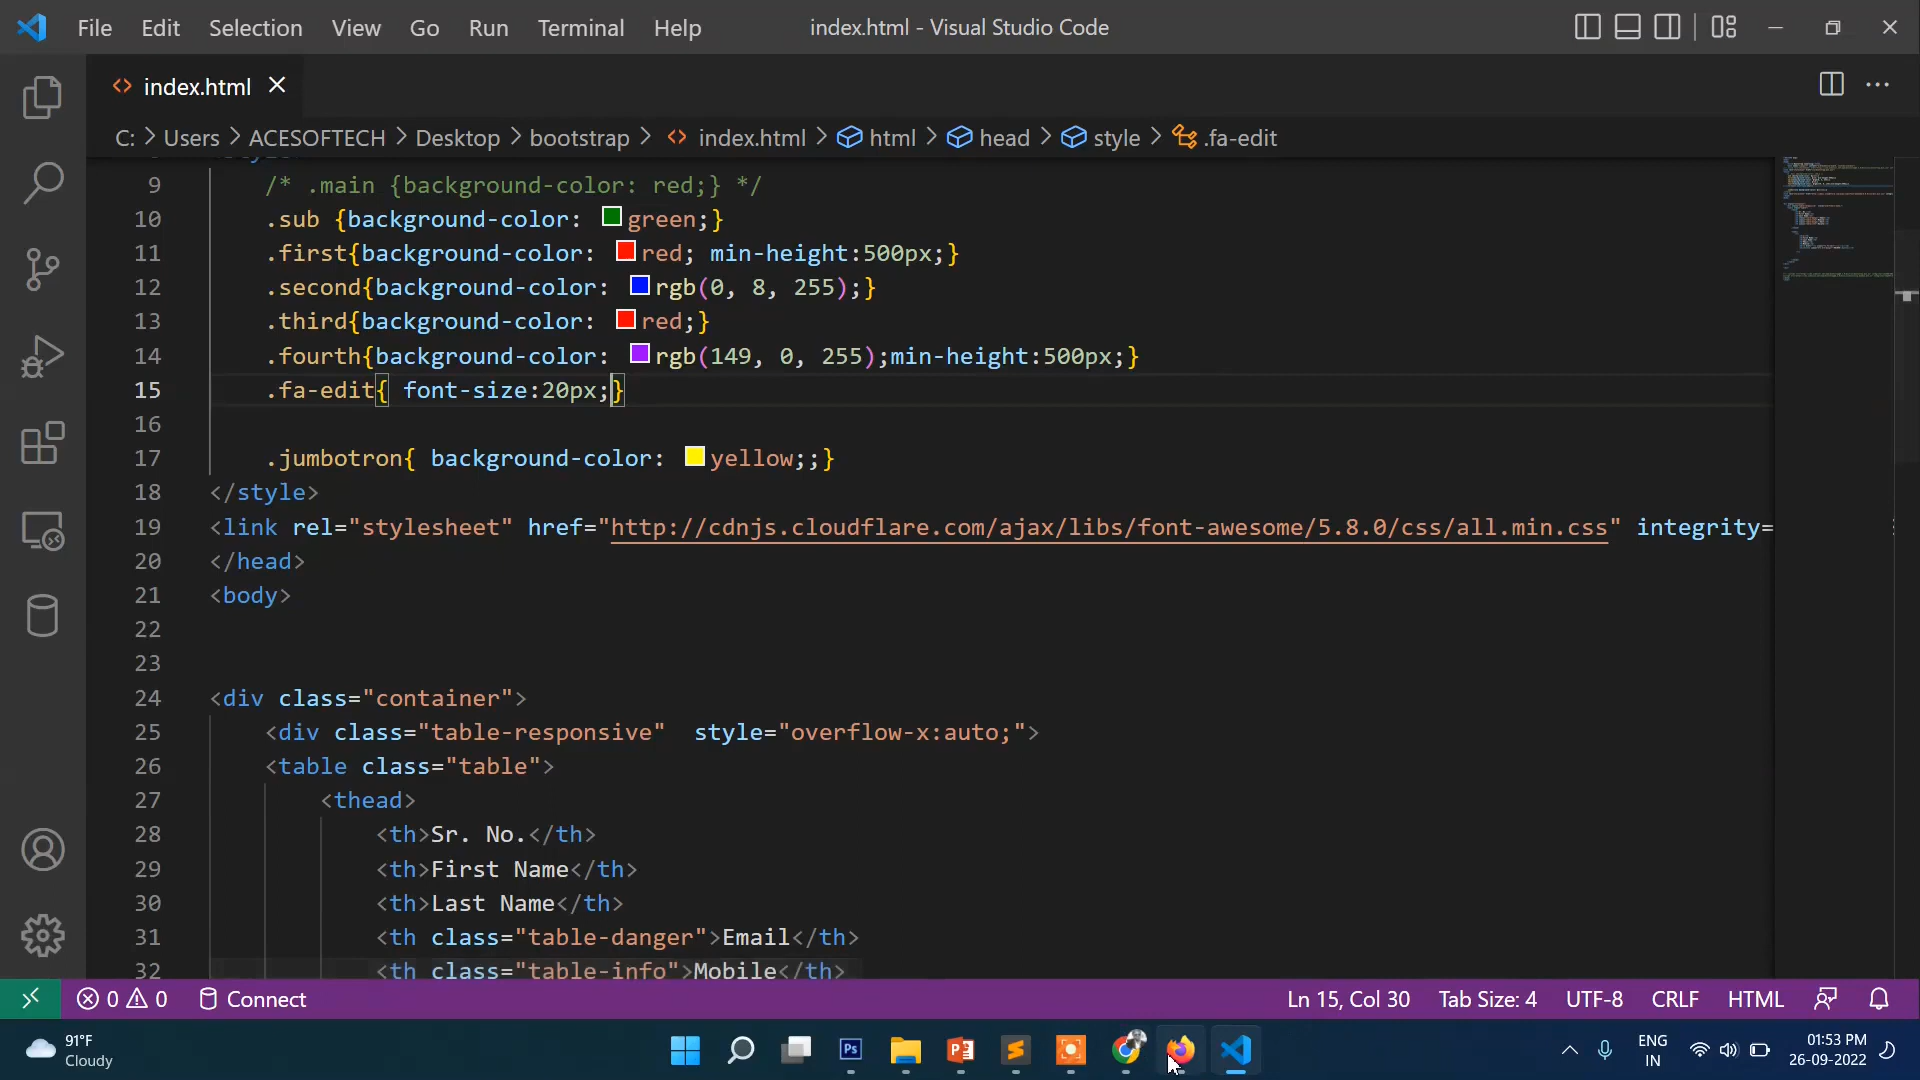 File Edit Selection View Go Run Terminal Help index.html - Visual Studio Code
index.html
C: > Users > ACESOFTECH > Desktop > bootstrap > index.html > html > head > style > .fa-edit
9 /* .main {background-color: red;} */
10 .sub {background-color: green;}
11 .first{background-color: red; min-height:500px;}
12 .second{background-color: rgb(0, 8, 255);}
13 .third{background-color: red;}
14 .fourth{background-color: rgb(149, 0, 255);min-height:500px;}
15 .fa-edit{ font-size:20px;}
16
17 .jumbotron{ background-color: yellow;;}
18 </style>
19 <link rel="stylesheet" href="http://cdnjs.cloudflare.com/ajax/libs/font-awesome/5.8.0/css/all.min.css" integrity=
20 </head>
21 <body>
22
23
24 <div class="container">
25 <div class="table-responsive"  style="overflow-x:auto;">
26 <table class="table">
27 <thead>
28 <th>Sr. No.</th>
29 <th>First Name</th>
30 <th>Last Name</th>
31 <th class="table-danger">Email</th>
32 <th class="table-info">Mobile</th>
0 0 Connect Ln 15, Col 30 Tab Size: 4 UTF-8 CRLF HTML
91°F
Cloudy
Ps
P
ENG
IN
01:53 PM
26-09-2022